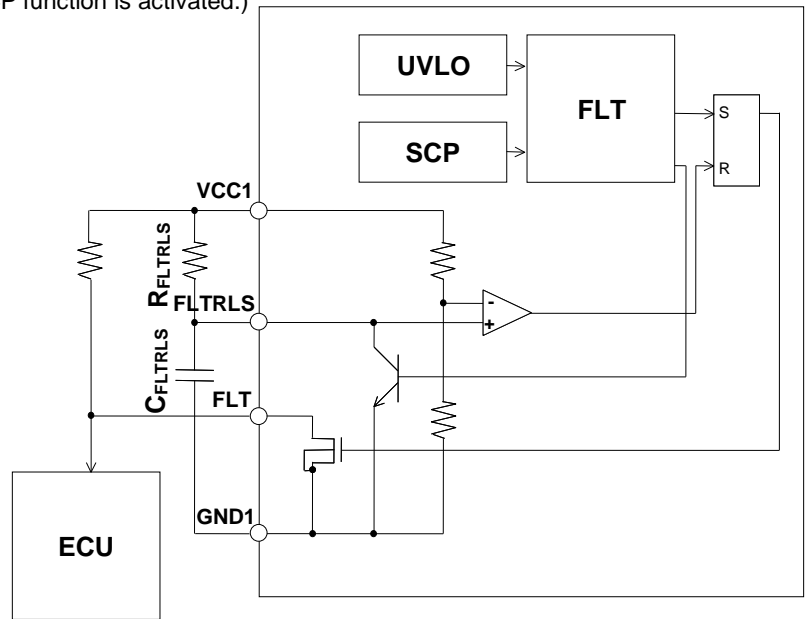 P function is activated.)
UVLO
FLT
S
SCP
R
VCC1
RFLTRLS
FLTRLS
-
+
CFLTRLS
FLT
GND1
ECU